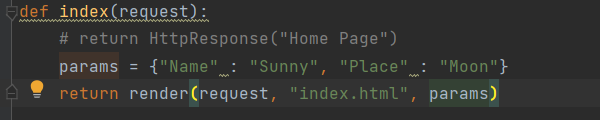 def index(request):
    # return HttpResponse("Home Page")
    params = {"Name" : "Sunny", "Place" : "Moon"}
    return render(request, "index.html", params)